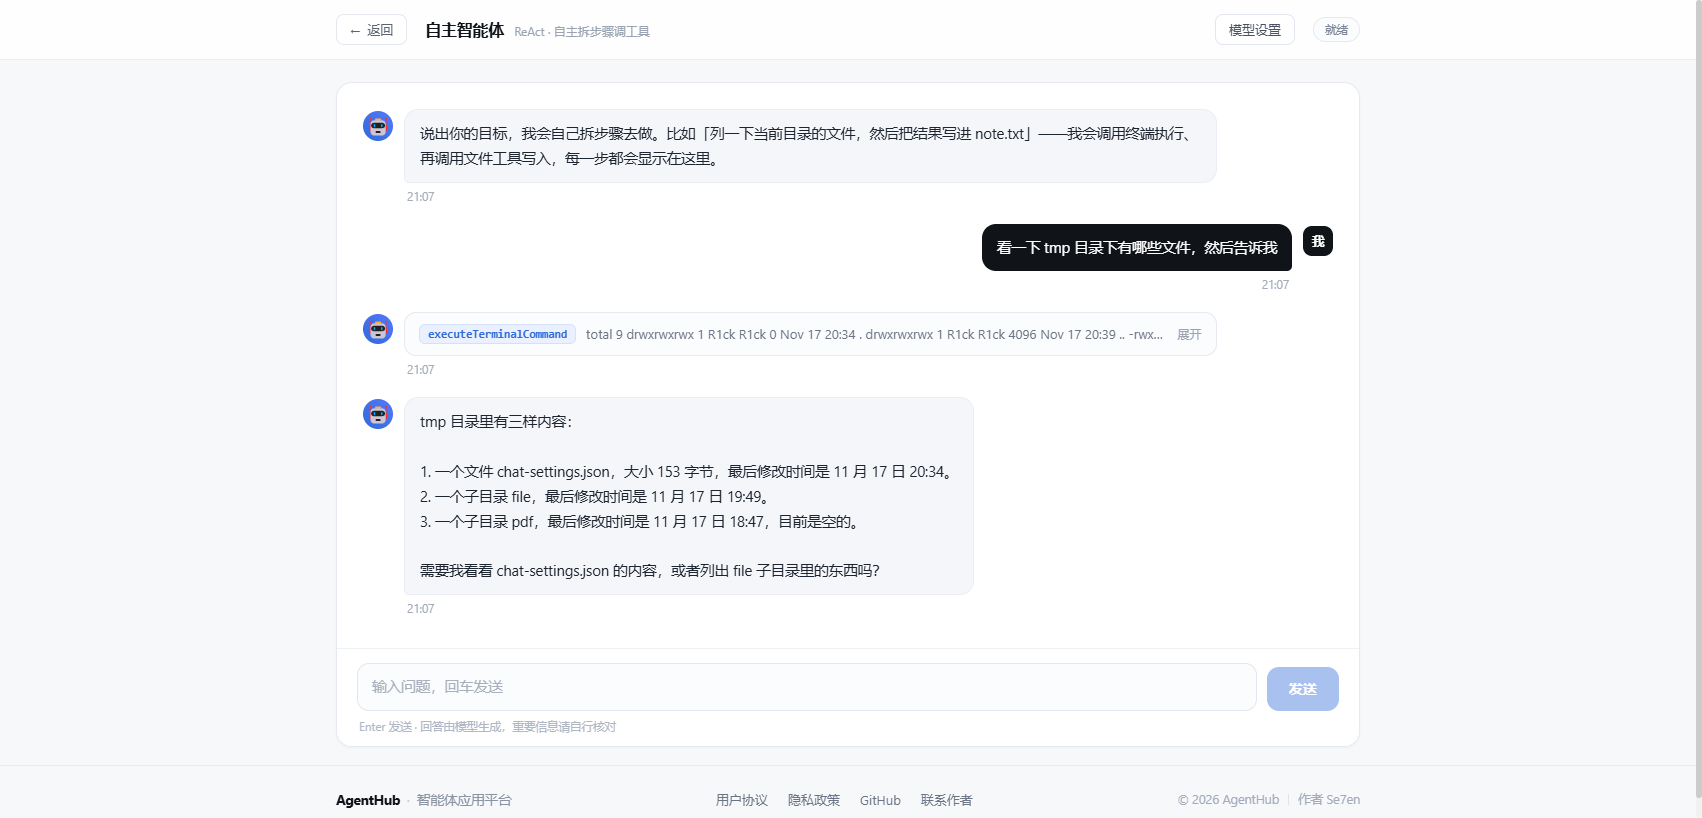 ← 返回
自主智能体
ReAct · 自主拆步骤调工具
模型设置
就绪
说出你的目标，我会自己拆步骤去做。比如「列一下当前目录的文件，然后把结果写进 note.txt」——我会调用终端执行、
再调用文件工具写入，每一步都会显示在这里。
21:07
看一下 tmp 目录下有哪些文件，然后告诉我
我
21:07
executeTerminalCommand total 9 drwxrwxrwx 1 R1ck R1ck 0 Nov 17 20:34 . drwxrwxrwx 1 R1ck R1ck 4096 Nov 17 20:39 .. -rwx... 展开
21:07
tmp 目录里有三样内容：
1. 一个文件 chat-settings.json，大小 153 字节，最后修改时间是 11 月 17 日 20:34。
2. 一个子目录 file，最后修改时间是 11 月 17 日 19:49。
3. 一个子目录 pdf，最后修改时间是 11 月 17 日 18:47，目前是空的。
需要我看看 chat-settings.json 的内容，或者列出 file 子目录里的东西吗？
21:07
输入问题，回车发送
发送
Enter 发送 · 回答由模型生成，重要信息请自行核对
AgentHub · 智能体应用平台
用户协议 隐私政策 GitHub 联系作者
© 2026 AgentHub | 作者 Se7en